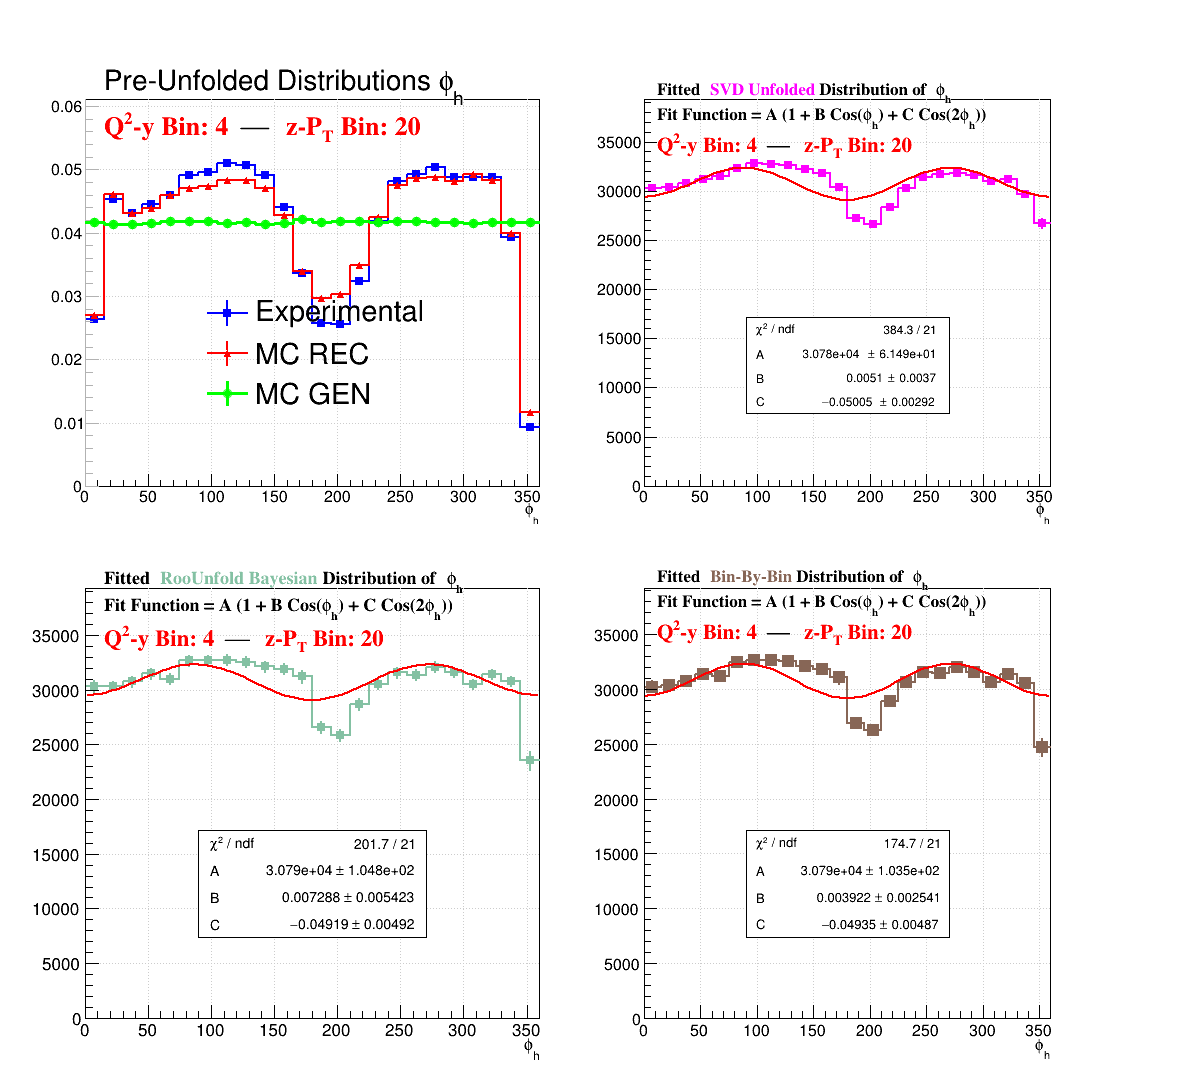 Pre-Unfolded Distributions ϕh
Q²-y Bin: 4 — z-PT Bin: 20
0.06
0.05
0.04
0.03
0.02
0.01
0
Experimental
MC REC
MC GEN
0 50 100 150 200 250 300 350
ϕh
Fitted SVD Unfolded Distribution of ϕh
Fit Function = A (1 + B Cos(ϕh) + C Cos(2ϕh))
Q²-y Bin: 4 — z-PT Bin: 20
35000
30000
25000
20000
15000
10000
5000
0
χ² / ndf 384.3 / 21
A 3.078e+04 ± 6.149e+01
B 0.0051 ± 0.0037
C −0.05005 ± 0.00292
0 50 100 150 200 250 300 350
ϕh
Fitted RooUnfold Bayesian Distribution of ϕh
Fit Function = A (1 + B Cos(ϕh) + C Cos(2ϕh))
Q²-y Bin: 4 — z-PT Bin: 20
35000
30000
25000
20000
15000
10000
5000
0
χ² / ndf 201.7 / 21
A 3.079e+04 ± 1.048e+02
B 0.007288 ± 0.005423
C −0.04919 ± 0.00492
0 50 100 150 200 250 300 350
ϕh
Fitted Bin-By-Bin Distribution of ϕh
Fit Function = A (1 + B Cos(ϕh) + C Cos(2ϕh))
Q²-y Bin: 4 — z-PT Bin: 20
35000
30000
25000
20000
15000
10000
5000
0
χ² / ndf 174.7 / 21
A 3.079e+04 ± 1.035e+02
B 0.003922 ± 0.002541
C −0.04935 ± 0.00487
0 50 100 150 200 250 300 350
ϕh